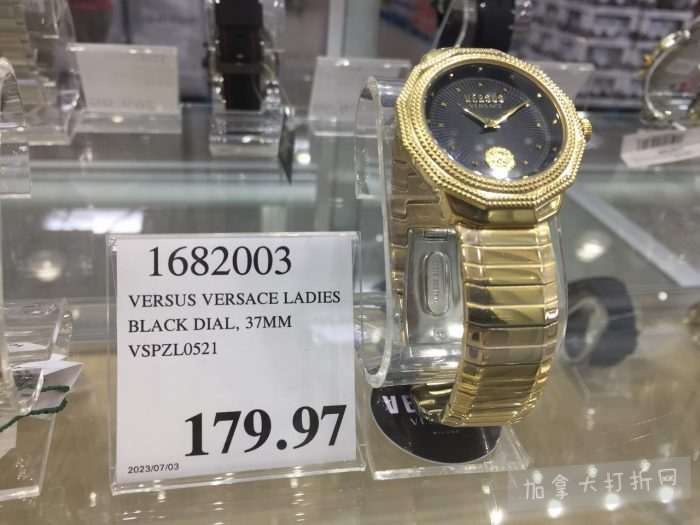 VERSUS
VERSACE
1682003
VERSUS VERSACE LADIES
BLACK DIAL, 37MM
VSPZL0521
179.97
2023/07/03
加拿大打折网